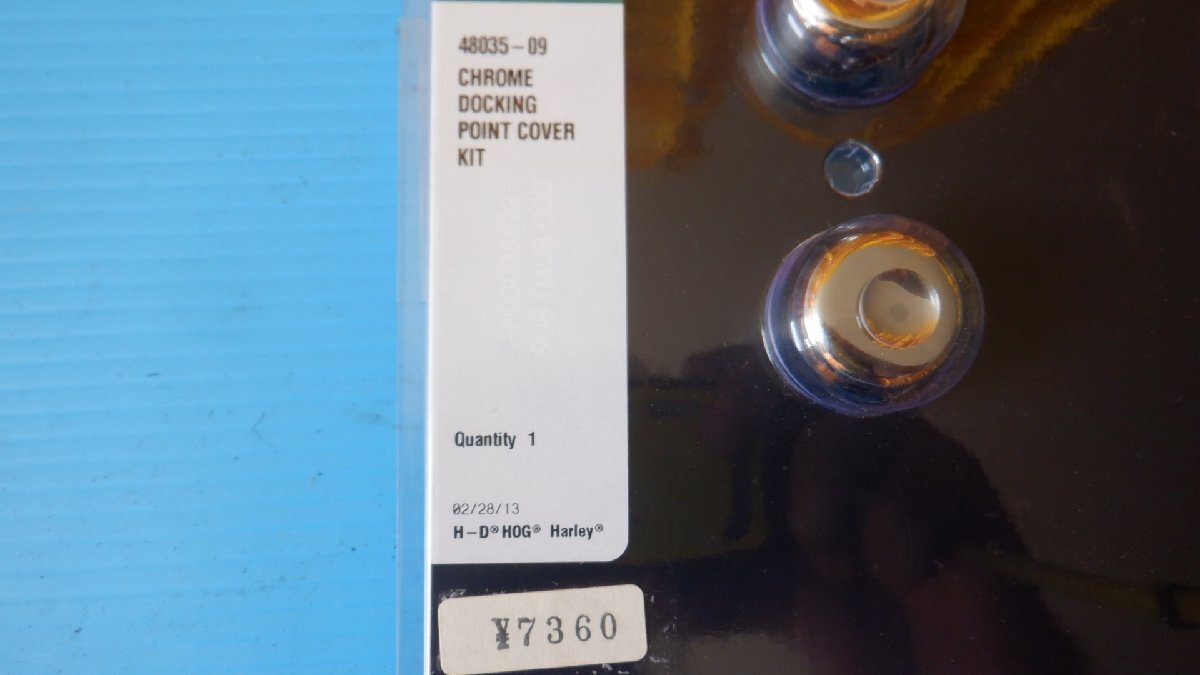 48035-09
CHROME
DOCKING
POINT COVER
KIT
Quantity 1
02/28/13
H-D® HOG® Harley®
¥7360